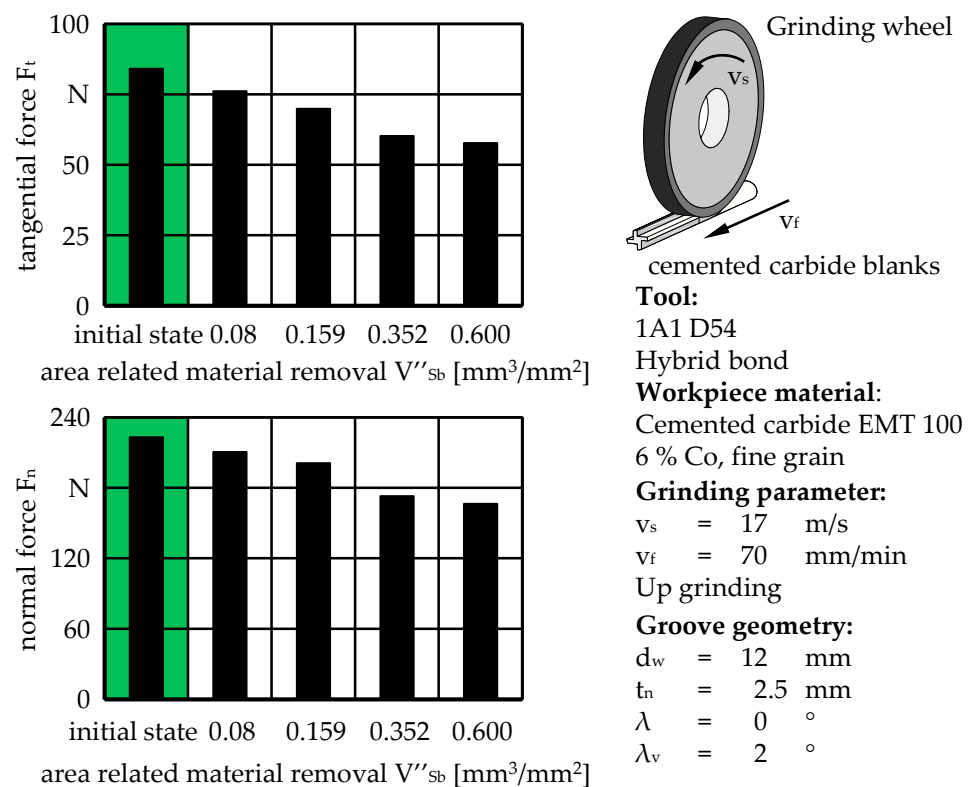 100
N
50
25
0
tangential force Ft
initial state 0.08 0.159 0.352 0.600
area related material removal V''Sb [mm³/mm²]
240
N
120
60
0
normal force Fn
initial state 0.08 0.159 0.352 0.600
area related material removal V''Sb [mm³/mm²]
Grinding wheel
vs
vf
cemented carbide blanks
Tool:
1A1 D54
Hybrid bond
Workpiece material:
Cemented carbide EMT 100
6 % Co, fine grain
Grinding parameter:
vs = 17 m/s
vf = 70 mm/min
Up grinding
Groove geometry:
dw = 12 mm
tn = 2.5 mm
λ = 0 °
λv = 2 °